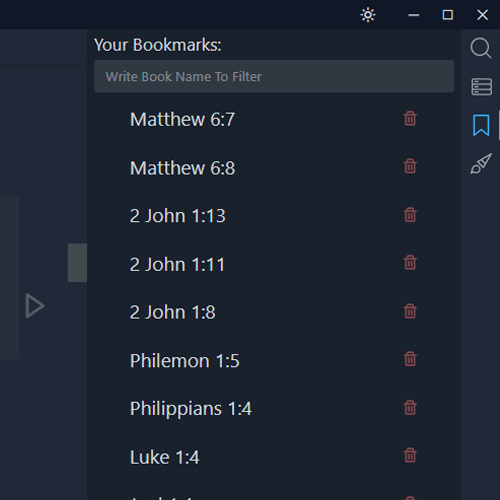 Your Bookmarks:
Write Book Name To Filter
Matthew 6:7
Matthew 6:8
2 John 1:13
2 John 1:11
2 John 1:8
Philemon 1:5
Philippians 1:4
Luke 1:4